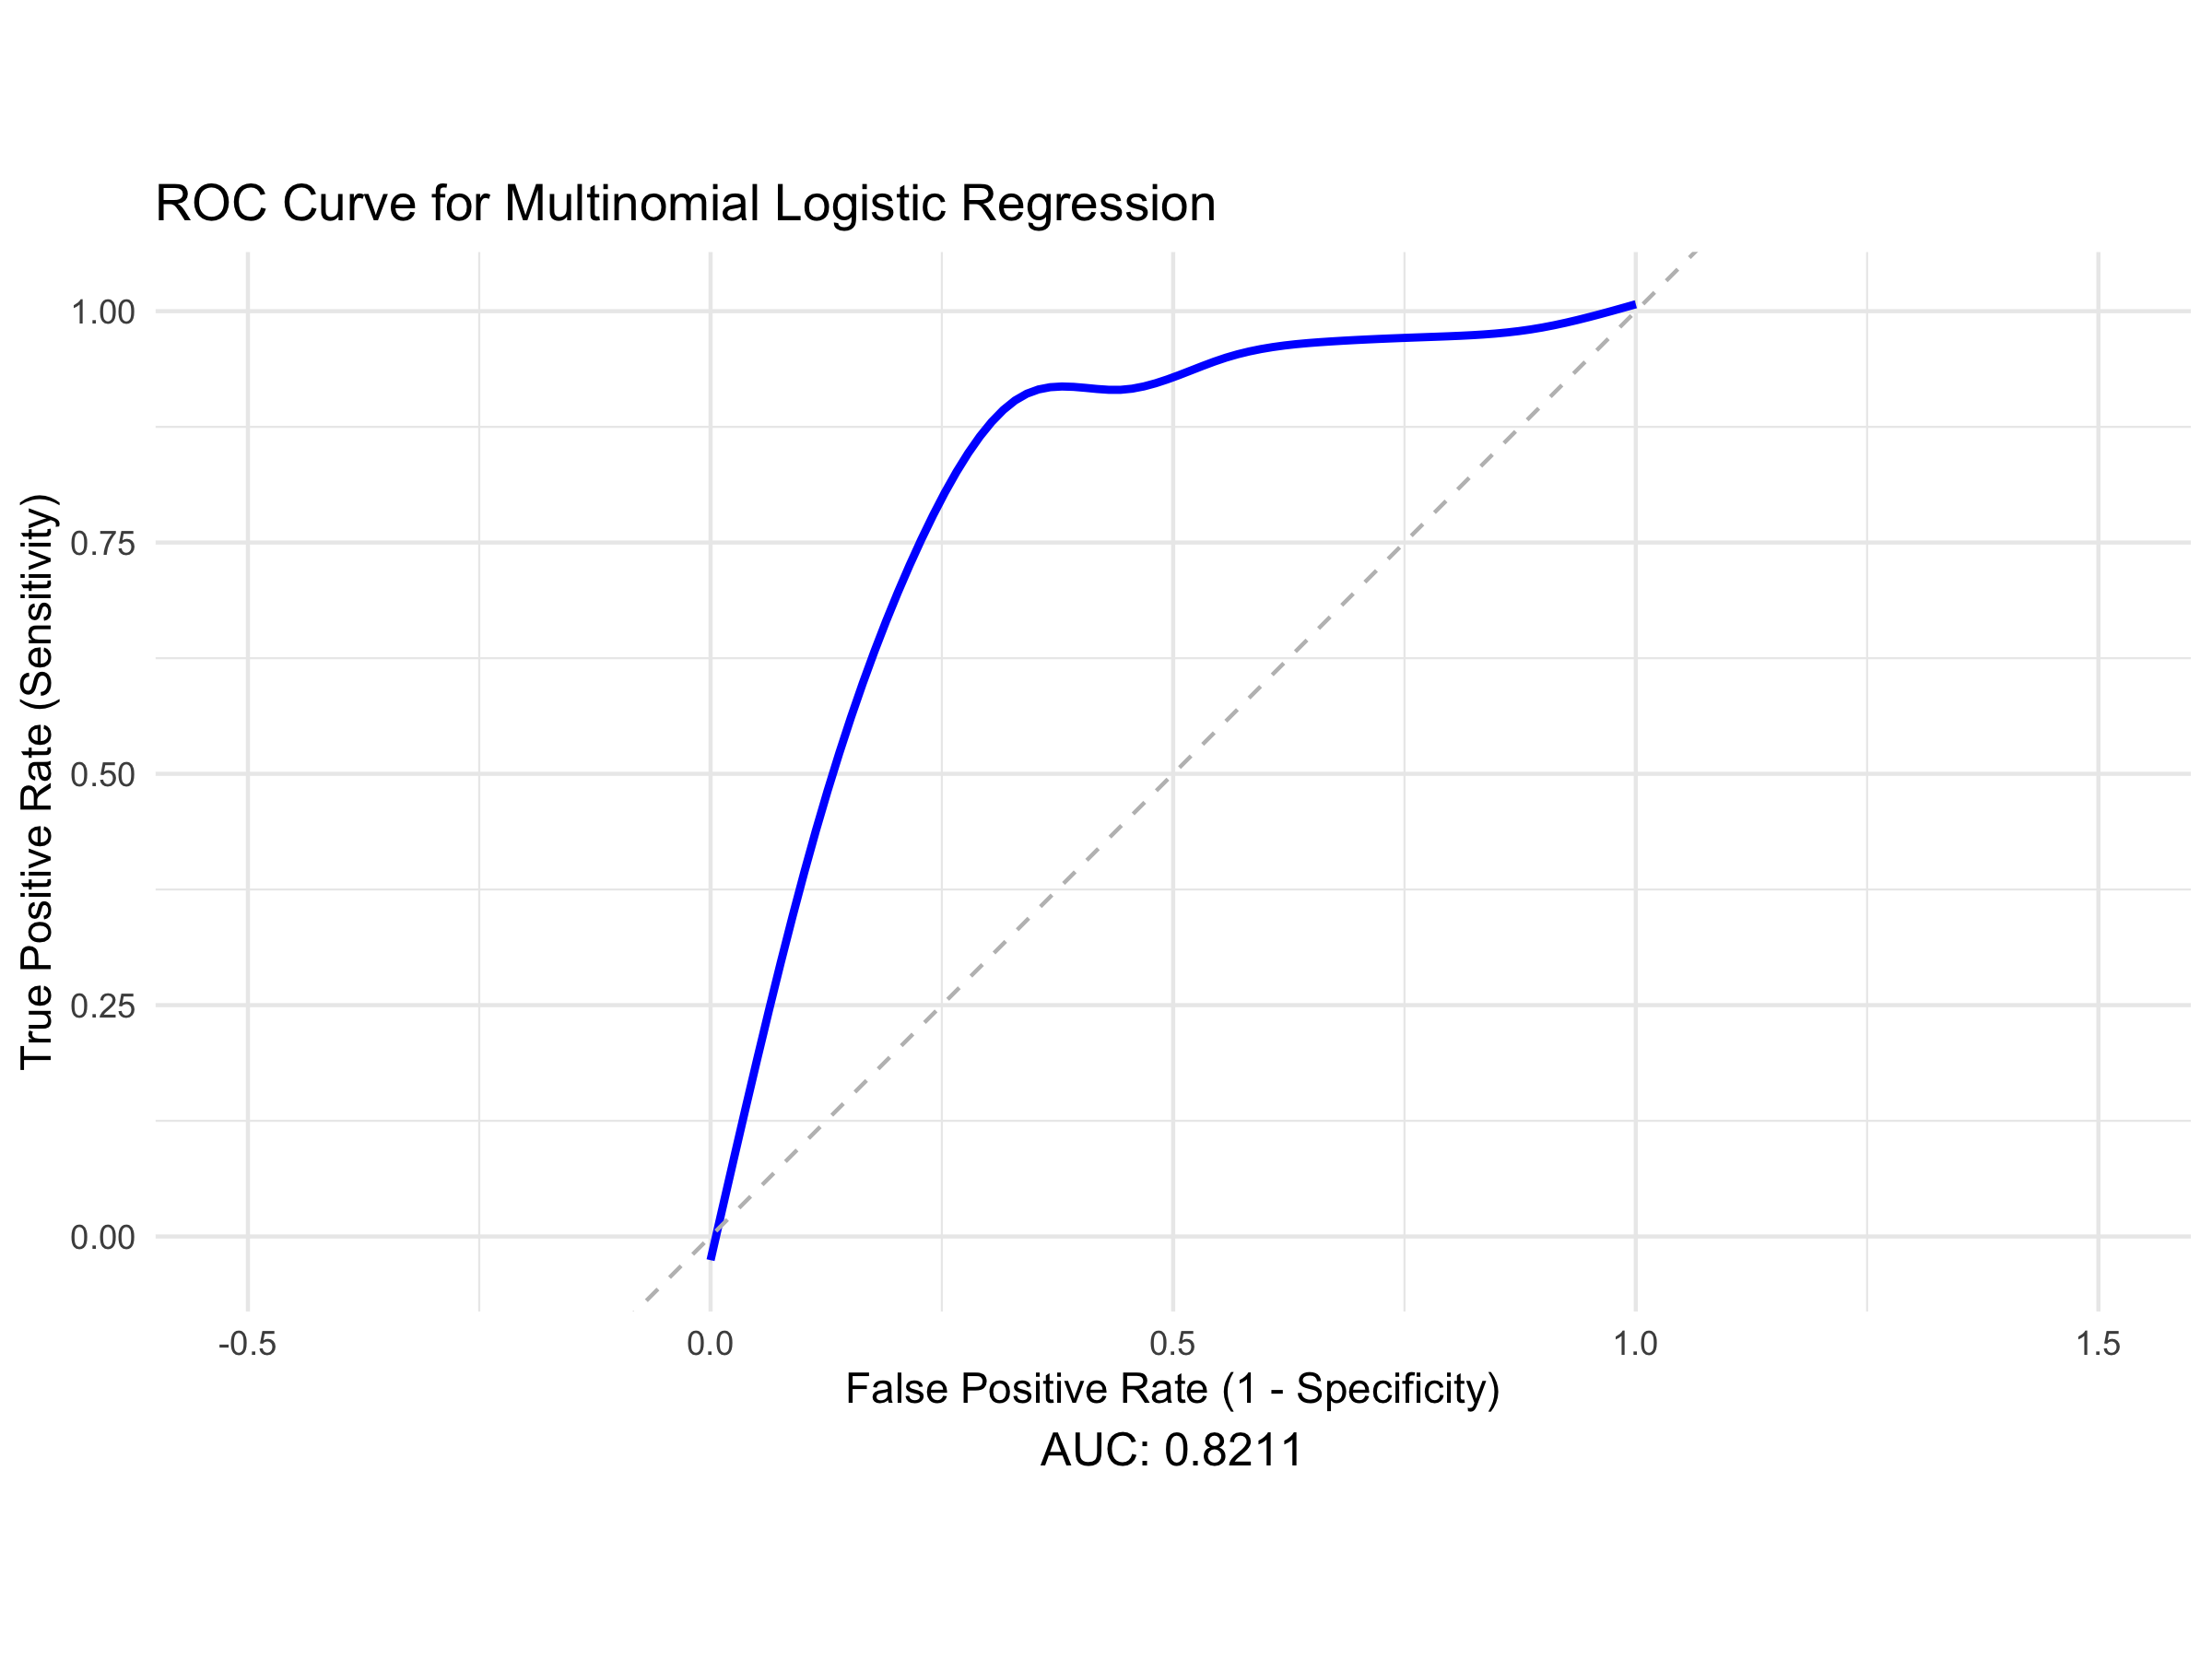 ROC Curve for Multinomial Logistic Regression
True Positive Rate (Sensitivity)
1.00
0.75
0.50
0.25
0.00
-0.5 0.0 0.5 1.0 1.5
False Positive Rate (1 - Specificity)
AUC: 0.8211